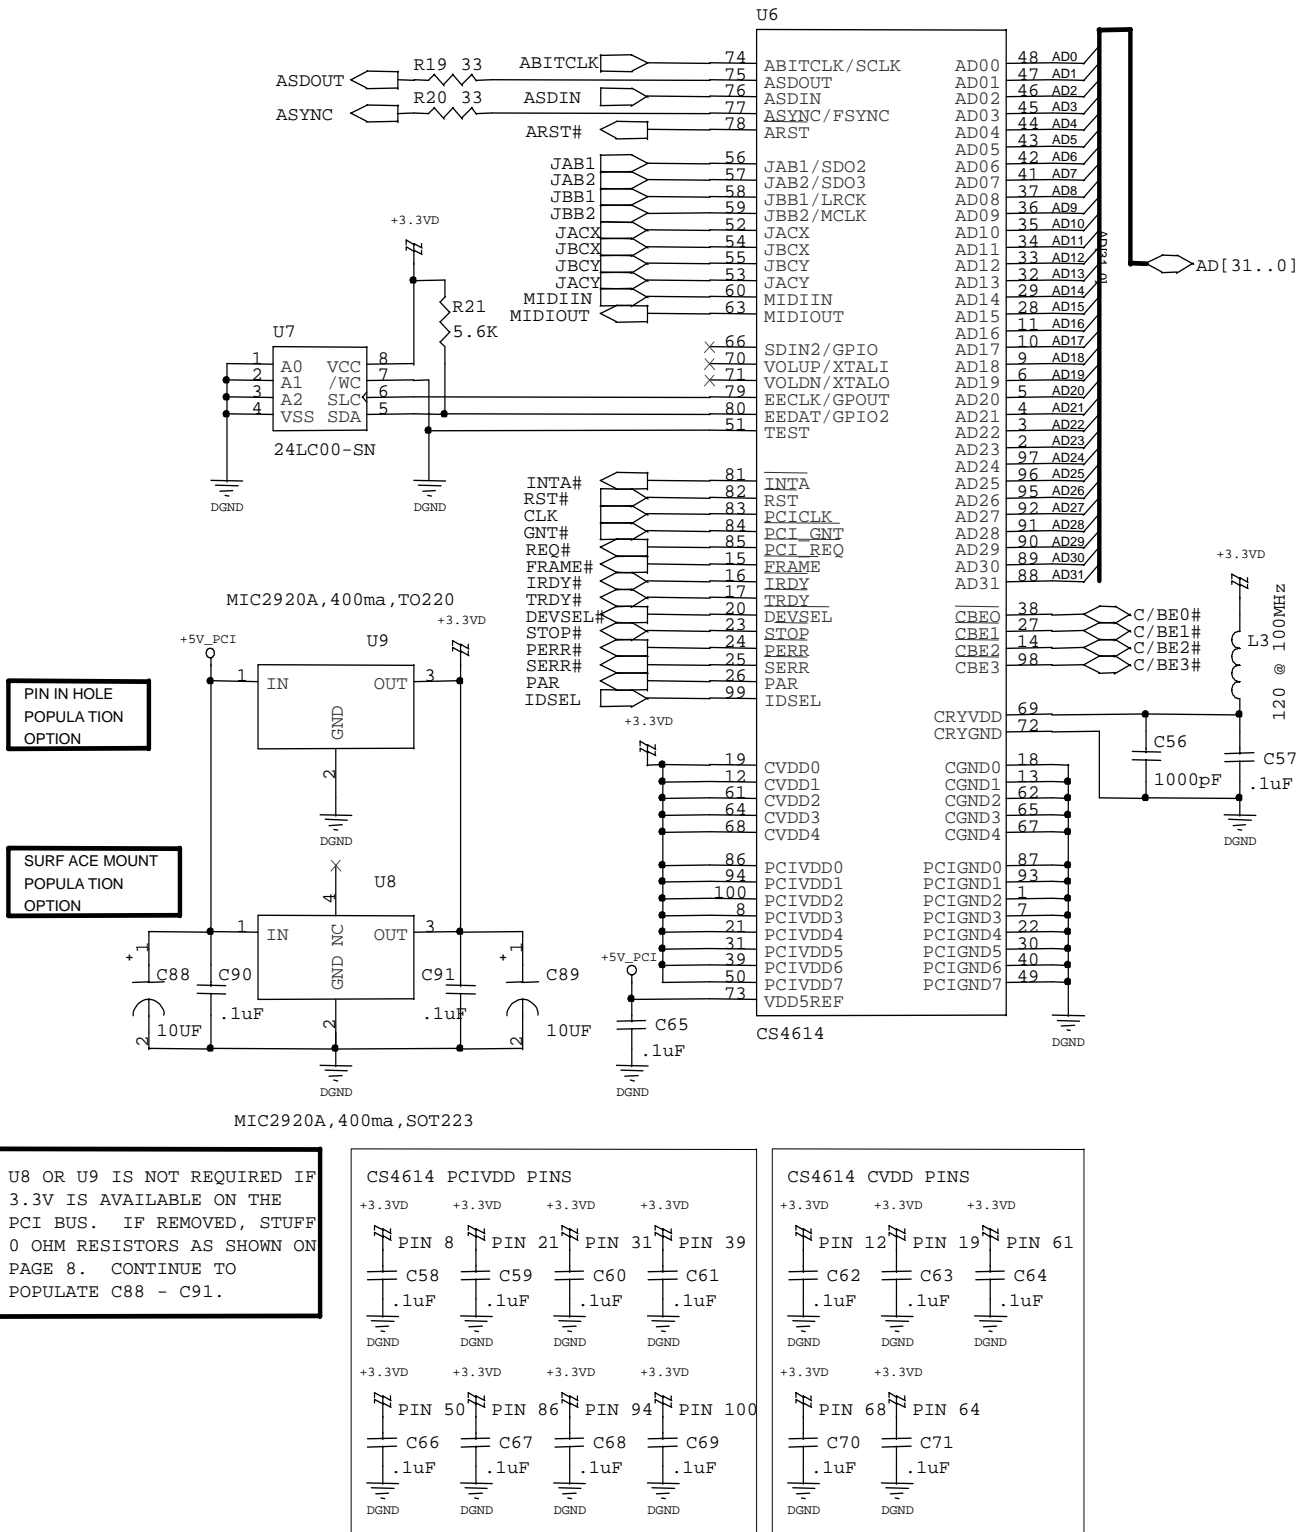 U6
ABITCLK
ASDOUT
R19 33
ASDIN
ASYNC
R20 33
ARST#
JAB1
JAB2
JBB1
JBB2
JACX
JBCX
JBCY
JACY
MIDIIN
MIDIOUT
74 ABITCLK/SCLK
75 ASDOUT
76 ASDIN
77 ASYNC/FSYNC
78 ARST
56 JAB1/SDO2
57 JAB2/SDO3
58 JBB1/LRCK
59 JBB2/MCLK
52 JACX
54 JBCX
55 JBCY
53 JACY
60 MIDIIN
63 MIDIOUT
66 SDIN2/GPIO
70 VOLUP/XTALI
71 VOLDN/XTALO
79 EECLK/GPOUT
80 EEDAT/GPIO2
51 TEST
81 INTA
82 RST
83 PCICLK
84 PCI_GNT
85 PCI_REQ
15 FRAME
16 IRDY
17 TRDY
20 DEVSEL
23 STOP
24 PERR
25 SERR
26 PAR
99 IDSEL
19 CVDD0
12 CVDD1
61 CVDD2
64 CVDD3
68 CVDD4
86 PCIVDD0
94 PCIVDD1
100 PCIVDD2
8 PCIVDD3
21 PCIVDD4
31 PCIVDD5
39 PCIVDD6
50 PCIVDD7
73 VDD5REF
CS4614
AD00 48 AD0
AD01 47 AD1
AD02 46 AD2
AD03 45 AD3
AD04 44 AD4
AD05 43 AD5
AD06 42 AD6
AD07 41 AD7
AD08 37 AD8
AD09 36 AD9
AD10 35 AD10
AD11 34 AD11
AD12 33 AD12
AD13 32 AD13
AD14 29 AD14
AD15 28 AD15
AD16 11 AD16
AD17 10 AD17
AD18 9 AD18
AD19 6 AD19
AD20 5 AD20
AD21 4 AD21
AD22 3 AD22
AD23 2 AD23
AD24 97 AD24
AD25 96 AD25
AD26 95 AD26
AD27 92 AD27
AD28 91 AD28
AD29 90 AD29
AD30 89 AD30
AD31 88 AD31
AD[31..0]
AD[31..0]
CBE0 38 C/BE0#
CBE1 27 C/BE1#
CBE2 14 C/BE2#
CBE3 98 C/BE3#
CRYVDD 69
CRYGND 72
CGND0 18
CGND1 13
CGND2 62
CGND3 65
CGND4 67
PCIGND0 87
PCIGND1 93
PCIGND2 1
PCIGND3 7
PCIGND4 22
PCIGND5 30
PCIGND6 40
PCIGND7 49
DGND
+3.3VD
L3
120 @ 100MHz
C56
1000pF
C57
.1uF
DGND
+3.3VD
R21
5.6K
U7
1 A0 VCC 8
2 A1 /WC 7
3 A2 SLC 6
4 VSS SDA 5
24LC00-SN
DGND
DGND
INTA#
RST#
CLK
GNT#
REQ#
FRAME#
IRDY#
TRDY#
DEVSEL#
STOP#
PERR#
SERR#
PAR
IDSEL
+3.3VD
+5V_PCI
C65
.1uF
DGND
MIC2920A,400ma,TO220
+5V_PCI
U9
+3.3VD
1 IN OUT 3
GND
2
DGND
PIN IN HOLE
POPULA TION
OPTION
SURF ACE MOUNT
POPULA TION
OPTION
U8
4
1 IN OUT 3
GND NC
2
+ 1
C88
10UF
2
C90
.1uF
C91
.1uF
+ 1
C89
10UF
2
DGND
MIC2920A,400ma,SOT223
U8 OR U9 IS NOT REQUIRED IF
3.3V IS AVAILABLE ON THE
PCI BUS. IF REMOVED, STUFF
0 OHM RESISTORS AS SHOWN ON
PAGE 8. CONTINUE TO
POPULATE C88 - C91.
CS4614 PCIVDD PINS
+3.3VD +3.3VD +3.3VD +3.3VD
PIN 8 PIN 21 PIN 31 PIN 39
C58 C59 C60 C61
.1uF .1uF .1uF .1uF
DGND DGND DGND DGND
+3.3VD +3.3VD +3.3VD +3.3VD
PIN 50 PIN 86 PIN 94 PIN 100
C66 C67 C68 C69
.1uF .1uF .1uF .1uF
DGND DGND DGND DGND
CS4614 CVDD PINS
+3.3VD +3.3VD +3.3VD
PIN 12 PIN 19 PIN 61
C62 C63 C64
.1uF .1uF .1uF
DGND DGND DGND
+3.3VD +3.3VD
PIN 68 PIN 64
C70 C71
.1uF .1uF
DGND DGND